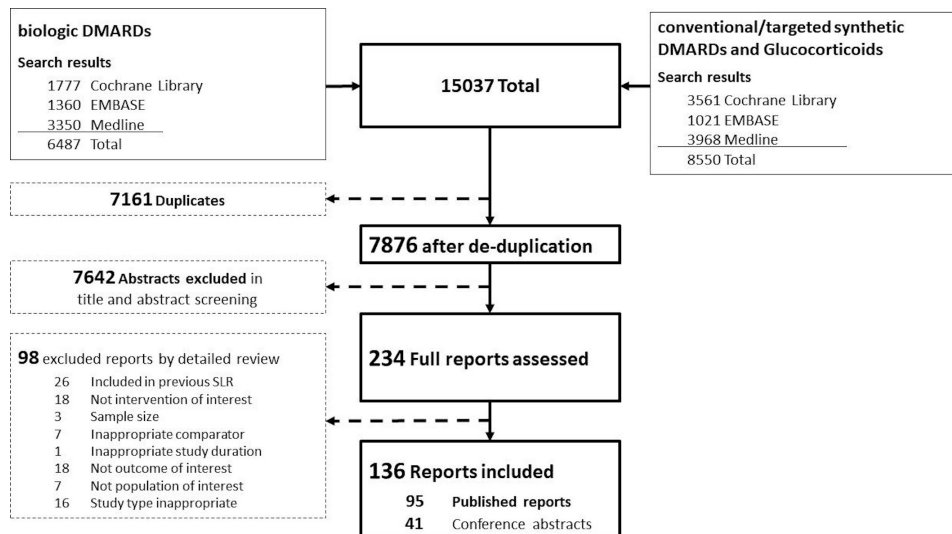 biologic DMARDs
Search results
1777 Cochrane Library
1360 EMBASE
3350 Medline
6487 Total
15037 Total
conventional/targeted synthetic
DMARDs and Glucocorticoids
Search results
3561 Cochrane Library
1021 EMBASE
3968 Medline
8550 Total
7161 Duplicates
7876 after de-duplication
7642 Abstracts excluded in
title and abstract screening
234 Full reports assessed
98 excluded reports by detailed review
26 Included in previous SLR
18 Not intervention of interest
3 Sample size
7 Inappropriate comparator
1 Inappropriate study duration
18 Not outcome of interest
7 Not population of interest
16 Study type inappropriate
136 Reports included
95 Published reports
41 Conference abstracts